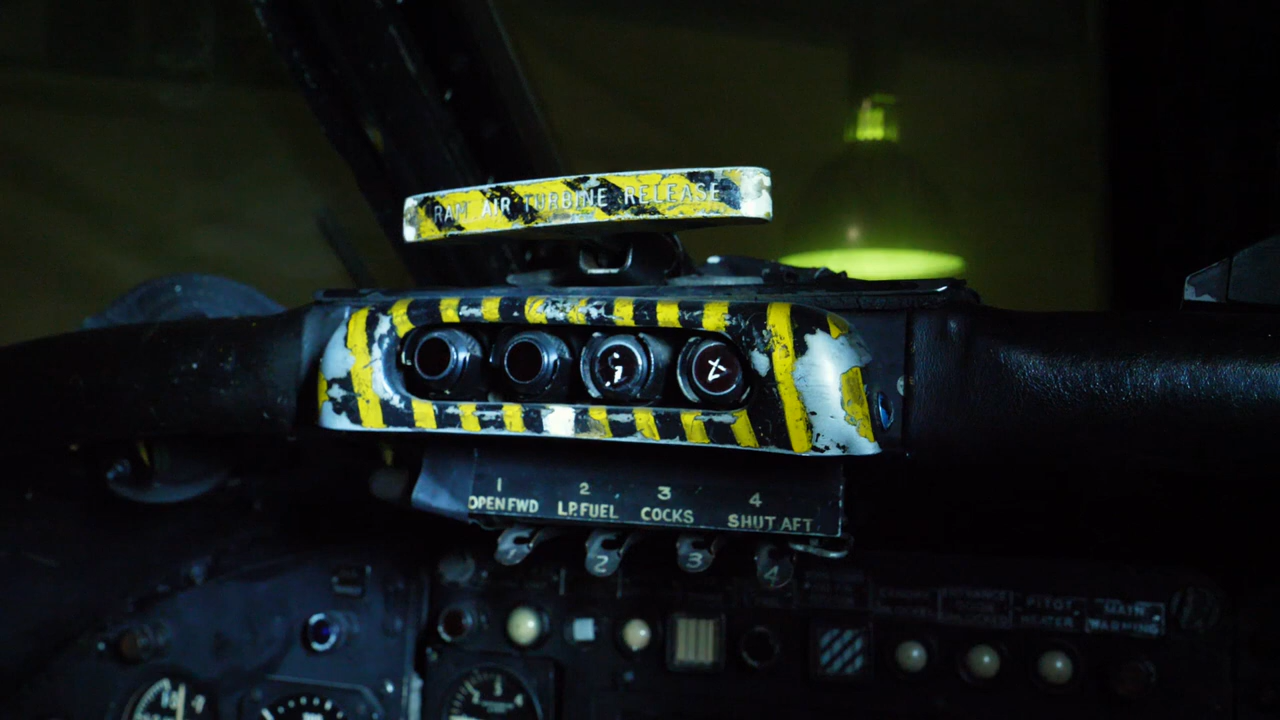 RAM AIR TURBINE RELEASE
1 2 3 4
OPEN FWD L.P. FUEL COCKS SHUT AFT
1 2 3 4
PITOT MAIN
HEATER WARNING